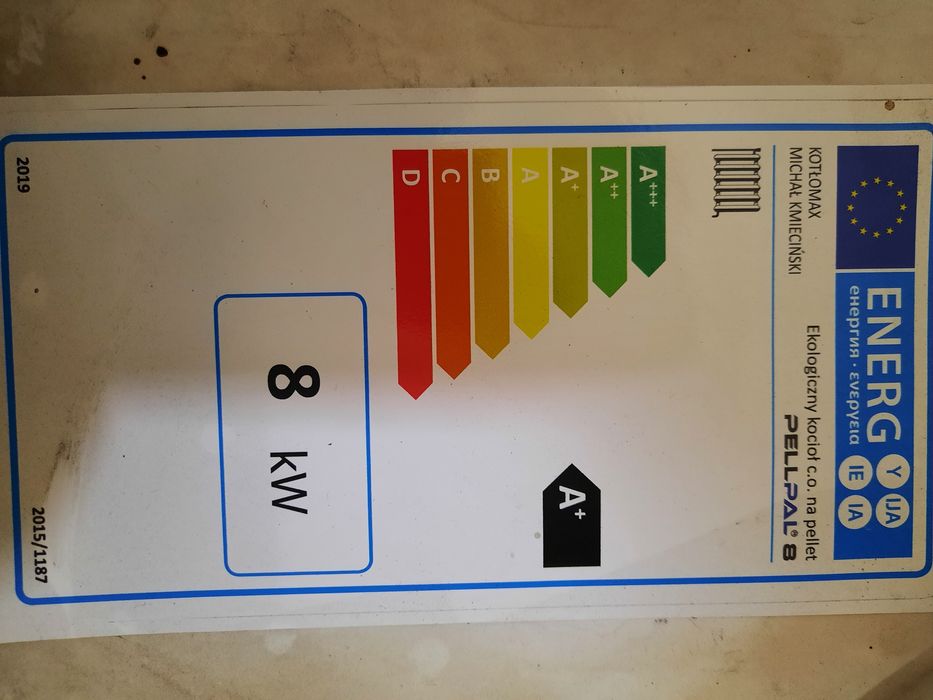 ENERG
енергия · ενεργεια
Y
IJA
IE
IA
KOTŁOMAX
MICHAŁ KMIECIŃSKI
Ekologiczny kocioł c.o. na pellet
PELLPAL® 8
A+++
A++
A+
A
B
C
D
A+
8 kW
2019
2015/1187